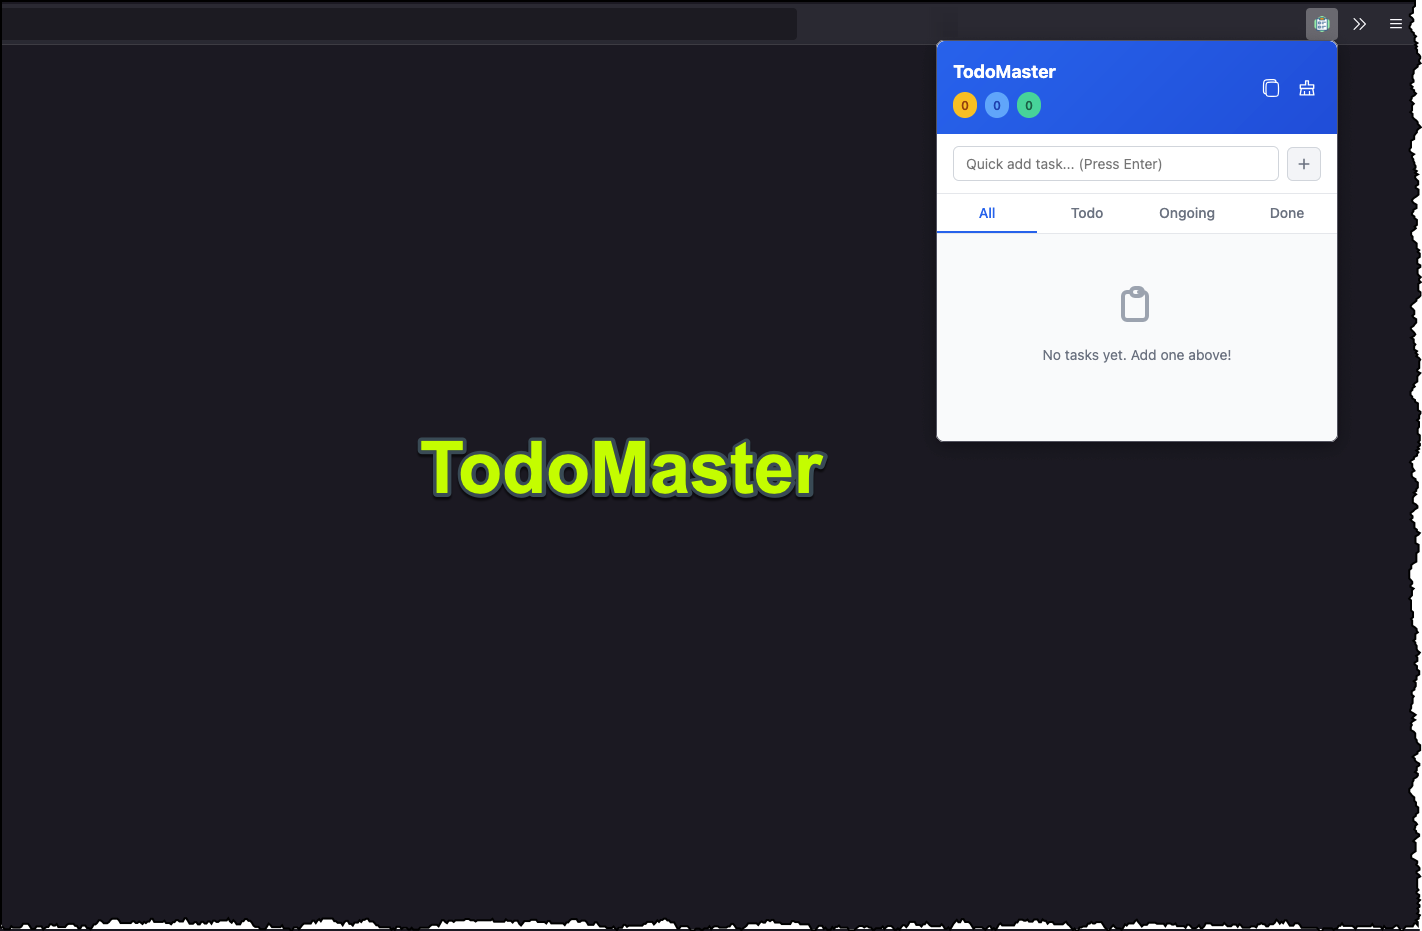 TodoMaster
0 0 0
Quick add task... (Press Enter)
All Todo Ongoing Done
No tasks yet. Add one above!
TodoMaster